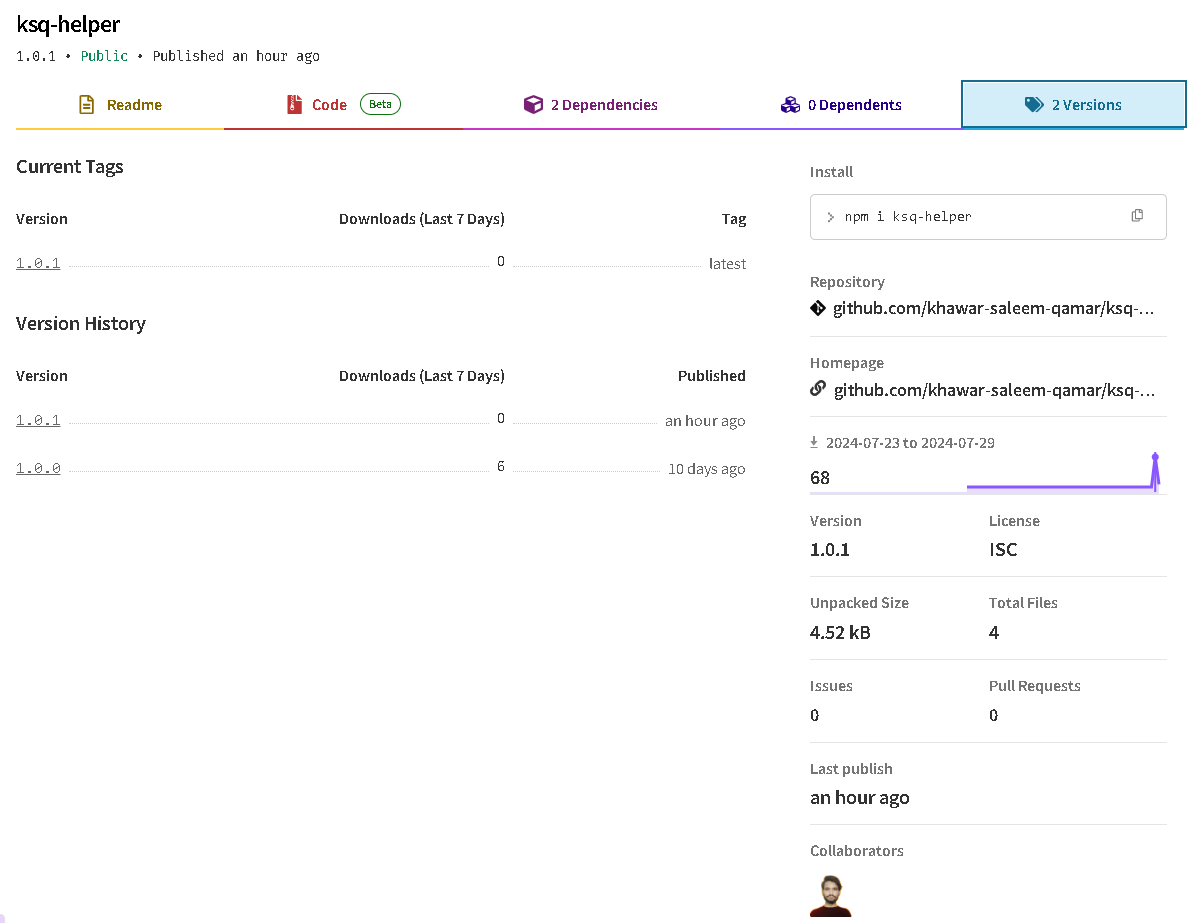 ksq-helper
1.0.1 • Public • Published an hour ago
Readme
Code Beta
2 Dependencies
0 Dependents
2 Versions
Current Tags
Version Downloads (Last 7 Days) Tag
1.0.1 0 latest
Version History
Version Downloads (Last 7 Days) Published
1.0.1 0 an hour ago
1.0.0 6 10 days ago
Install
> npm i ksq-helper
Repository
github.com/khawar-saleem-qamar/ksq-...
Homepage
github.com/khawar-saleem-qamar/ksq-...
2024-07-23 to 2024-07-29
68
Version License
1.0.1 ISC
Unpacked Size Total Files
4.52 kB 4
Issues Pull Requests
0 0
Last publish
an hour ago
Collaborators